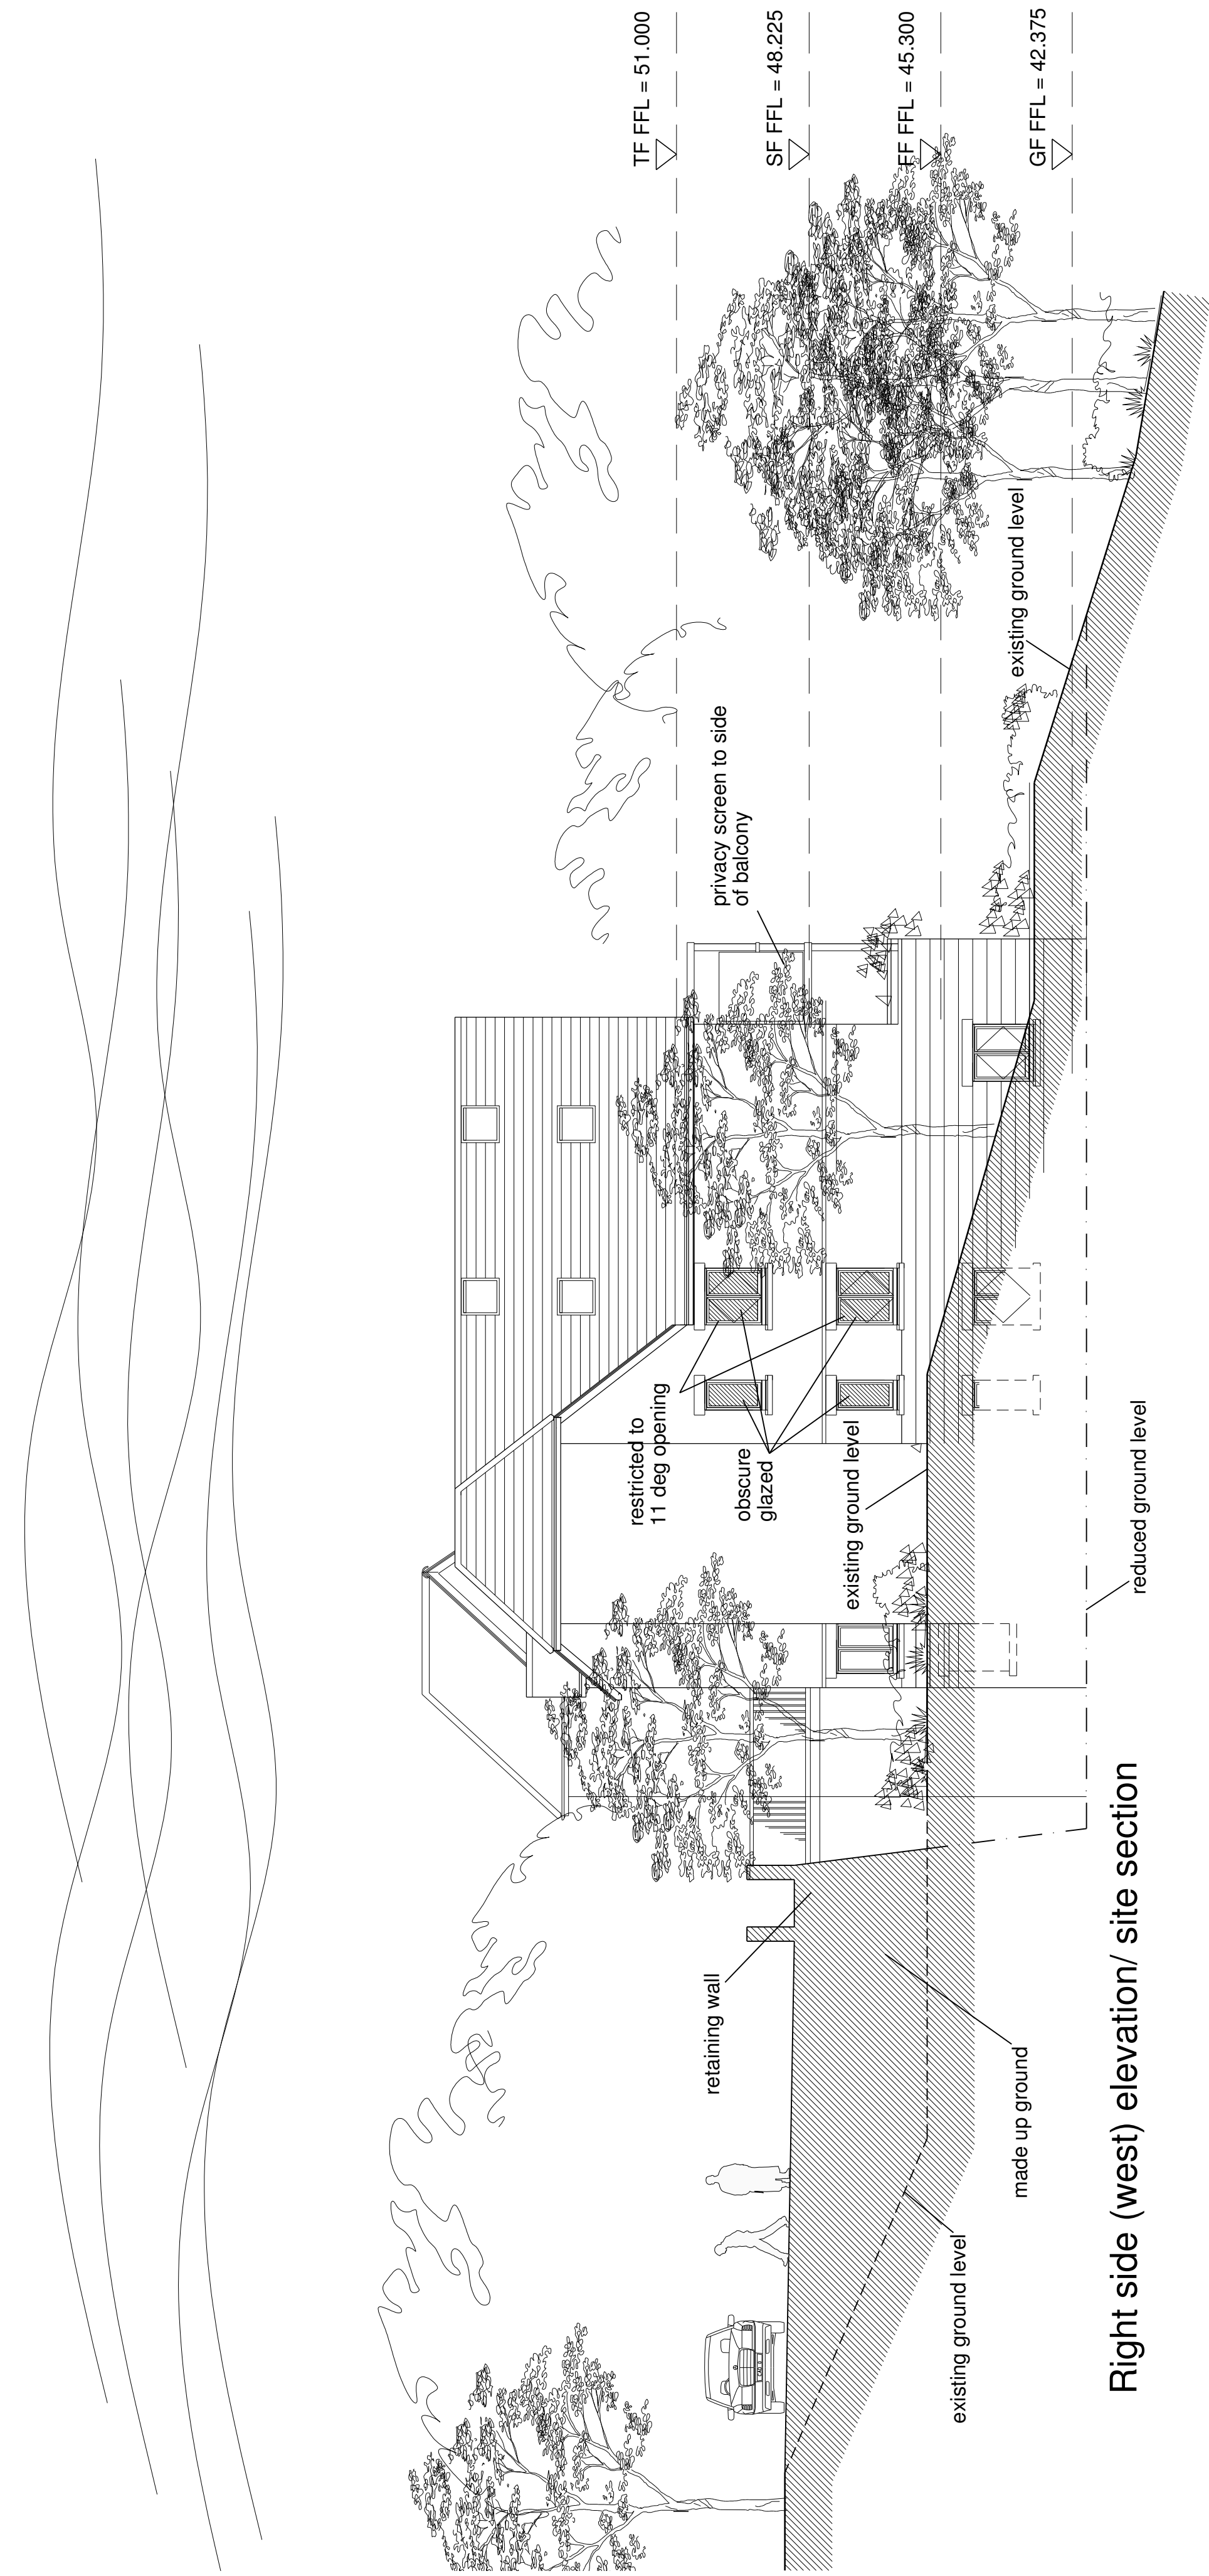 TF FFL = 51.000
SF FFL = 48.225
FF FFL = 45.300
GF FFL = 42.375
privacy screen to side
of balcony
existing ground level
restricted to
11 deg opening
obscure
glazed
existing ground level
reduced ground level
retaining wall
made up ground
existing ground level
Right side (west) elevation/ site section